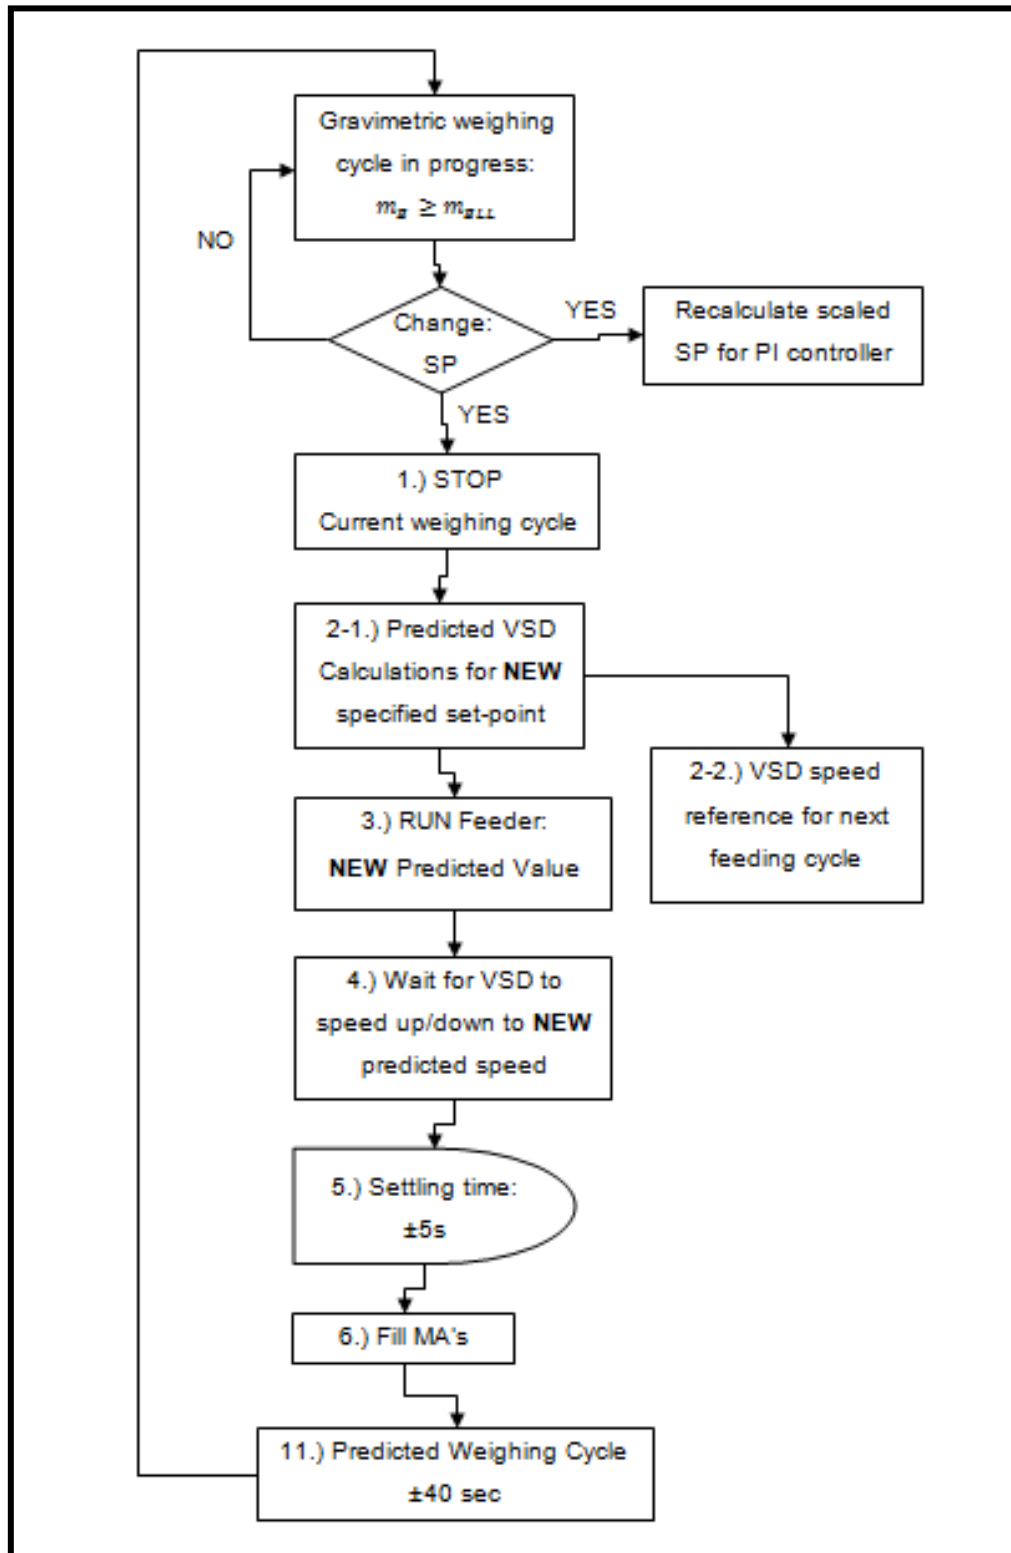 Gravimetric weighing
cycle in progress:
m_s ≥ m_sLL
NO
Change:
SP
YES
Recalculate scaled
SP for PI controller
YES
1.) STOP
Current weighing cycle
2-1.) Predicted VSD
Calculations for NEW
specified set-point
2-2.) VSD speed
reference for next
feeding cycle
3.) RUN Feeder:
NEW Predicted Value
4.) Wait for VSD to
speed up/down to NEW
predicted speed
5.) Settling time:
±5s
6.) Fill MA's
11.) Predicted Weighing Cycle
±40 sec